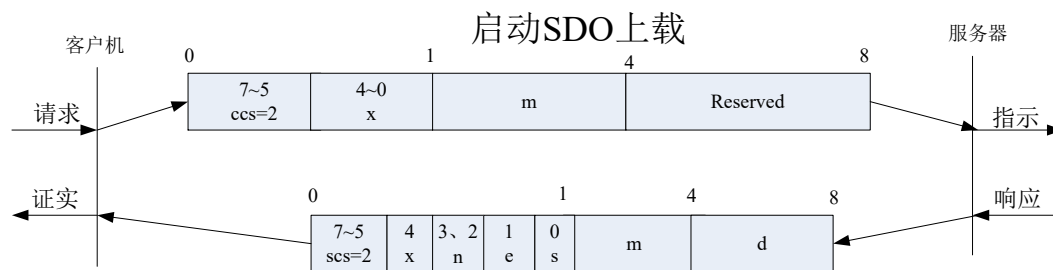 启动SDO上载
客户机
服务器
0 1 4 8
请求
7~5
ccs=2
4~0
x
m
Reserved
指示
证实
0 1 4 8
7~5
scs=2
4
x
3、2
n
1
e
0
s
m
d
响应